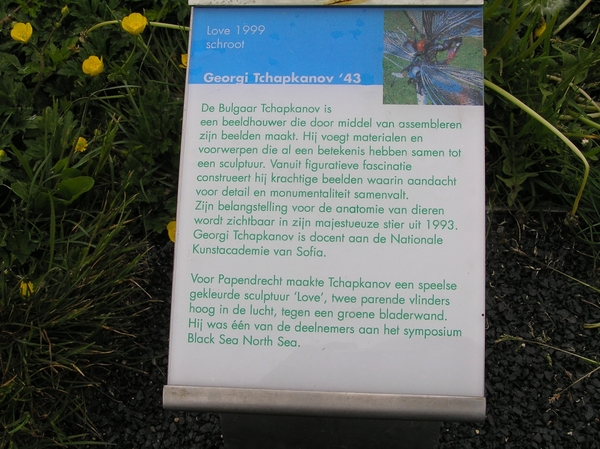 Love 1999
schroot
Georgi Tchapkanov '43
De Bulgaar Tchapkanov is
een beeldhouwer die door middel van assembleren
zijn beelden maakt. Hij voegt materialen en
voorwerpen die al een betekenis hebben samen tot
een sculptuur. Vanuit figuratieve fascinatie
construeert hij krachtige beelden waarin aandacht
voor detail en monumentaliteit samenvalt.
Zijn belangstelling voor de anatomie van dieren
wordt zichtbaar in zijn majestueuze stier uit 1993.
Georgi Tchapkanov is docent aan de Nationale
Kunstacademie van Sofia.
Voor Papendrecht maakte Tchapkanov een speelse
gekleurde sculptuur 'Love', twee parende vlinders
hoog in de lucht, tegen een groene bladerwand.
Hij was één van de deelnemers aan het symposium
Black Sea North Sea.